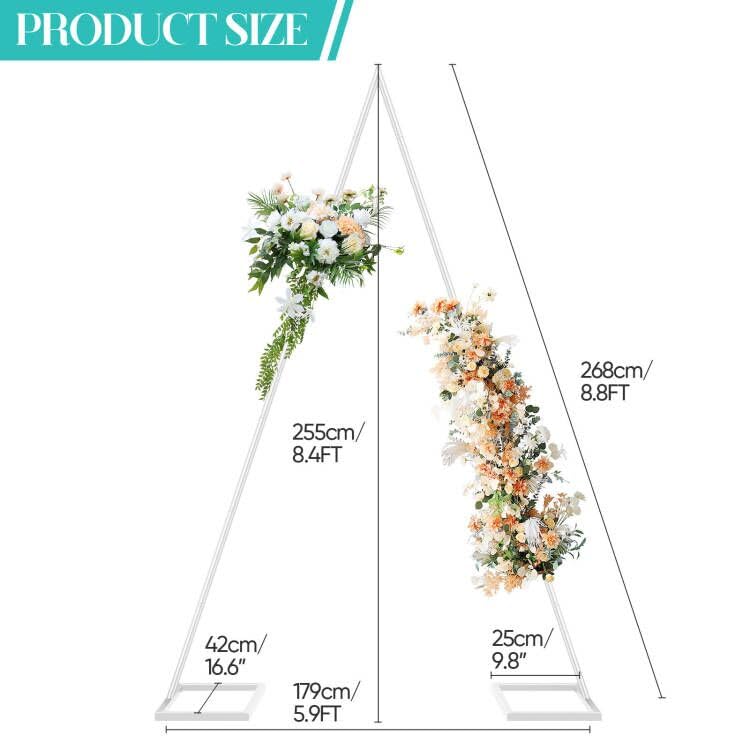 PRODUCT SIZE
268cm/
8.8FT
255cm/
8.4FT
42cm/
16.6"
25cm/
9.8"
179cm/
5.9FT